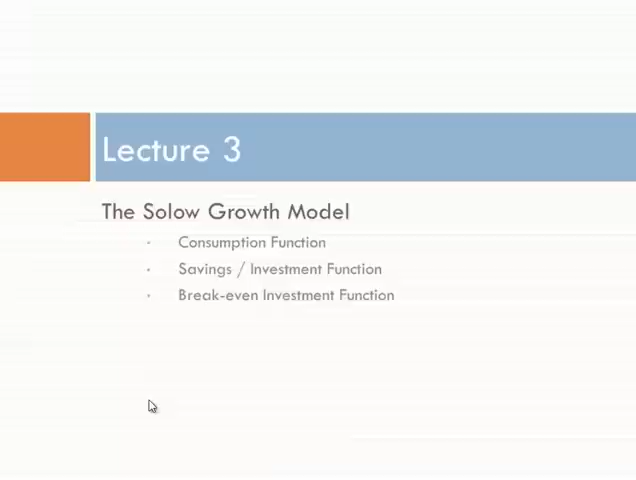 Lecture 3
The Solow Growth Model
· Consumption Function
· Savings / Investment Function
· Break-even Investment Function